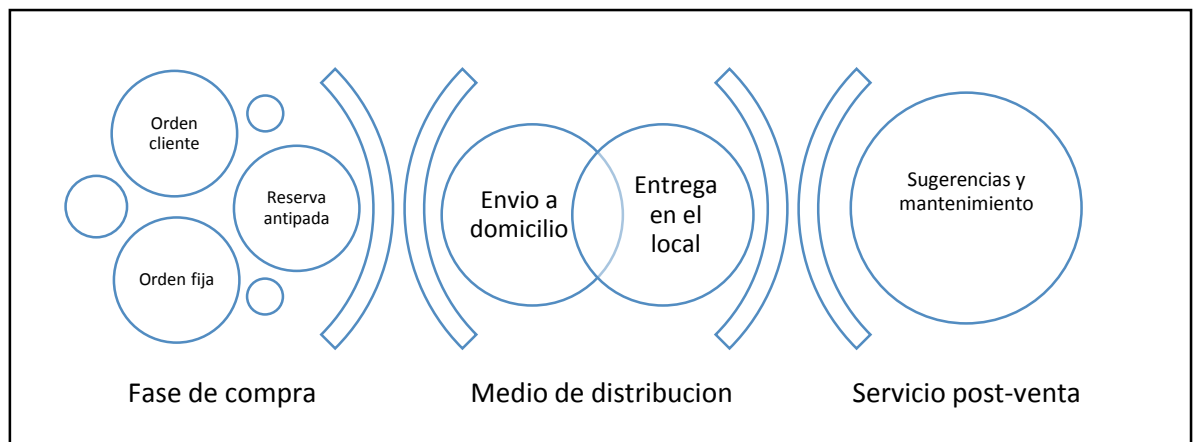 Orden
cliente
Reserva
antipada
Orden fija
Envio a
domicilio
Entrega
en el
local
Sugerencias y
mantenimiento
Fase de compra
Medio de distribucion
Servicio post-venta